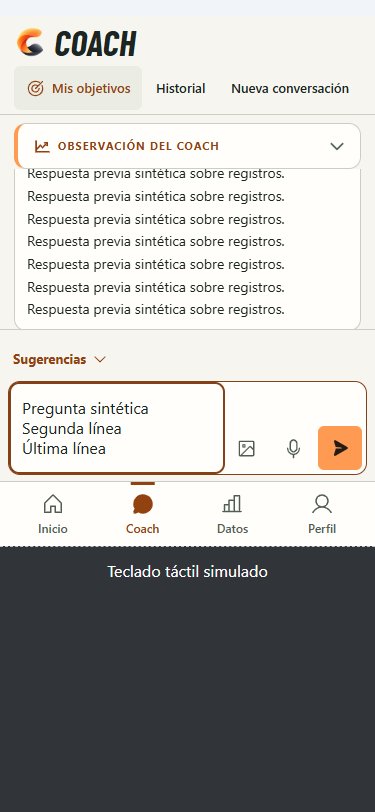 COACH
Mis objetivos
Historial
Nueva conversación
OBSERVACIÓN DEL COACH
Respuesta previa sintética sobre registros.
Respuesta previa sintética sobre registros.
Respuesta previa sintética sobre registros.
Respuesta previa sintética sobre registros.
Respuesta previa sintética sobre registros.
Respuesta previa sintética sobre registros.
Respuesta previa sintética sobre registros.
Sugerencias
Pregunta sintética
Segunda línea
Última línea
Inicio
Coach
Datos
Perfil
Teclado táctil simulado